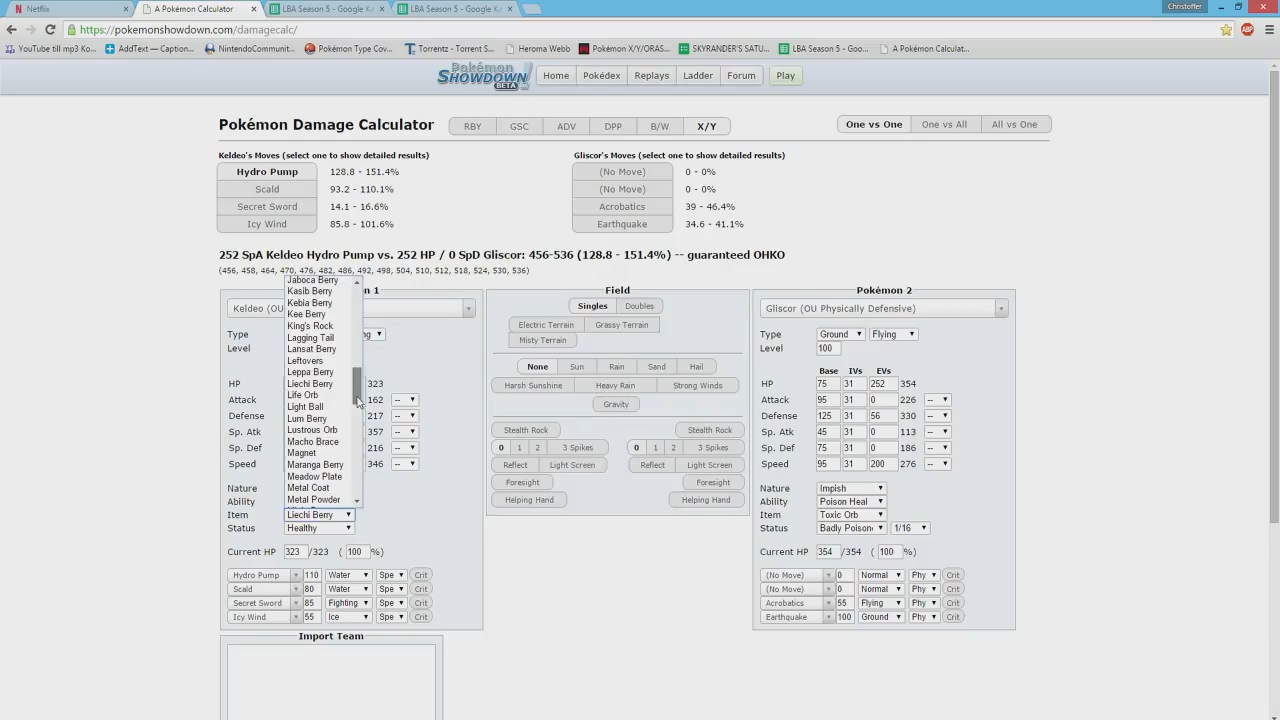 Netflix
A Pokémon Calculator
LBA Season 5 - Google Ka
LBA Season 5 - Google Ka
Christoffer
https://pokemonshowdown.com/damagecalc/
YouTube till mp3 Ko...
AddText — Caption...
NintendoCommunit...
Pokémon Type Cov...
Torrentz - Torrent S...
Heroma Webb
Pokémon X/Y/ORAS...
SKYRANDER'S SATU...
LBA Season 5 - Goo...
A Pokémon Calculat...
Pokémon SHOWDOWN! BETA
Home
Pokédex
Replays
Ladder
Forum
Play
Pokémon Damage Calculator
RBY GSC ADV DPP B/W X/Y
One vs One One vs All All vs One
Keldeo's Moves (select one to show detailed results)
Hydro Pump 128.8 - 151.4%
Scald 93.2 - 110.1%
Secret Sword 14.1 - 16.6%
Icy Wind 85.8 - 101.6%
Gliscor's Moves (select one to show detailed results)
(No Move) 0 - 0%
(No Move) 0 - 0%
Acrobatics 39 - 46.4%
Earthquake 34.6 - 41.1%
252 SpA Keldeo Hydro Pump vs. 252 HP / 0 SpD Gliscor: 456-536 (128.8 - 151.4%) -- guaranteed OHKO
(456, 458, 464, 470, 476, 482, 486, 492, 498, 504, 510, 512, 518, 524, 530, 536)
n 1
Keldeo (OU
Type ng
Level
HP 323
Attack 162 --
Defense 217 --
Sp. Atk 357 --
Sp. Def 216 --
Speed 346 --
Nature
Ability
Item Liechi Berry
Status Healthy
Jaboca Berry
Kasib Berry
Kebia Berry
Kee Berry
King's Rock
Lagging Tail
Lansat Berry
Leftovers
Leppa Berry
Liechi Berry
Life Orb
Light Ball
Lum Berry
Lustrous Orb
Macho Brace
Magnet
Maranga Berry
Meadow Plate
Metal Coat
Metal Powder
Current HP 323 /323 ( 100 %)
Hydro Pump 110 Water Spe Crit
Scald 80 Water Spe Crit
Secret Sword 85 Fighting Spe Crit
Icy Wind 55 Ice Spe Crit
Import Team
Field
Singles Doubles
Electric Terrain Grassy Terrain
Misty Terrain
None Sun Rain Sand Hail
Harsh Sunshine Heavy Rain Strong Winds
Gravity
Stealth Rock Stealth Rock
0 1 2 3 Spikes 0 1 2 3 Spikes
Reflect Light Screen Reflect Light Screen
Foresight Foresight
Helping Hand Helping Hand
Pokémon 2
Gliscor (OU Physically Defensive)
Type Ground Flying
Level 100
Base IVs EVs
HP 75 31 252 354
Attack 95 31 0 226 --
Defense 125 31 56 330 --
Sp. Atk 45 31 0 113 --
Sp. Def 75 31 0 186 --
Speed 95 31 200 276 --
Nature Impish
Ability Poison Heal
Item Toxic Orb
Status Badly Poison 1/16
Current HP 354 /354 ( 100 %)
(No Move) 0 Normal Phy Crit
(No Move) 0 Normal Phy Crit
Acrobatics 55 Flying Phy Crit
Earthquake 100 Ground Phy Crit